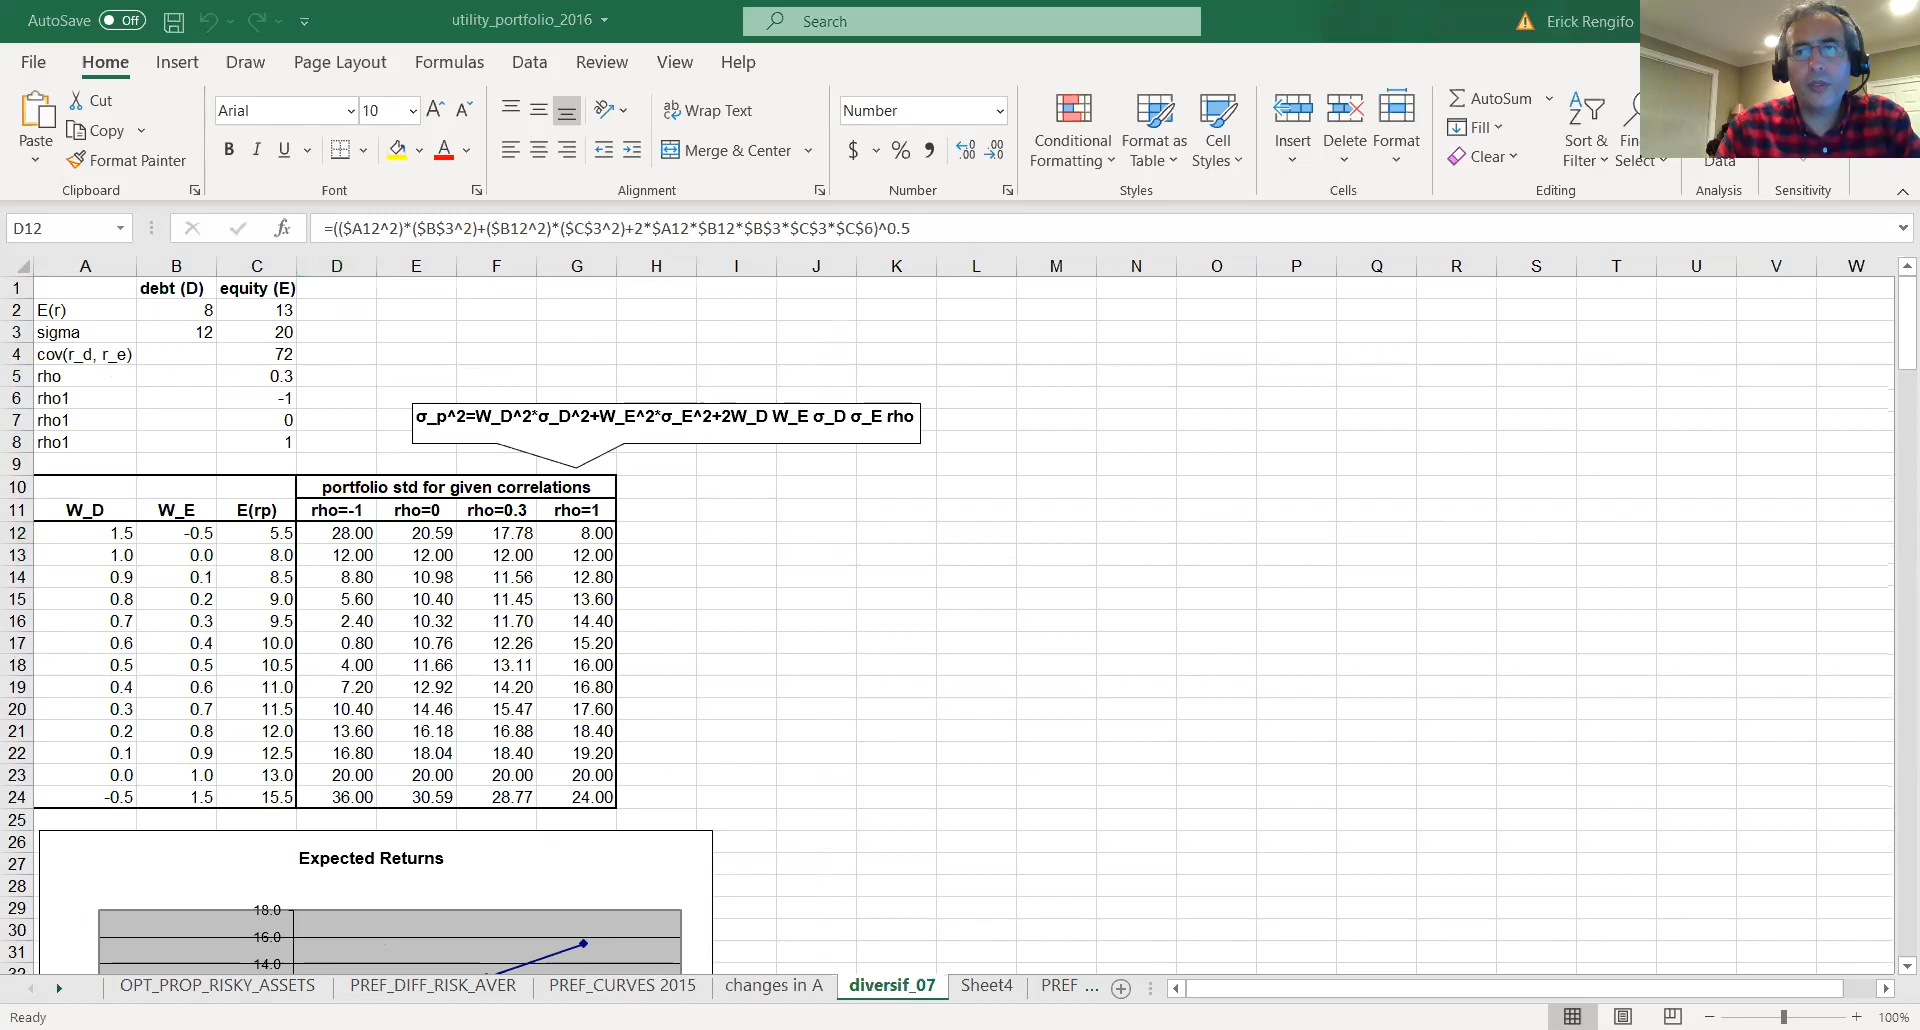 AutoSave Off utility_portfolio_2016 Search Erick Rengifo
File Home Insert Draw Page Layout Formulas Data Review View Help
Paste Cut Copy Format Painter Clipboard
Arial 10 B I U A Font
Wrap Text Merge & Center Alignment
Number $ % Number
Conditional Formatting Format as Table Cell Styles Styles
Insert Delete Format Cells
AutoSum Fill Clear Sort & Filter Find Select Editing
Data Analysis Sensitivity
D12 fx =(($A12^2)*($B$3^2)+($B12^2)*($C$3^2)+2*$A12*$B12*$B$3*$C$3*$C$6)^0.5
A B C D E F G H I J K L M N O P Q R S T U V W
1 debt (D) equity (E)
2 E(r) 8 13
3 sigma 12 20
4 cov(r_d, r_e) 72
5 rho 0.3
6 rho1 -1
7 rho1 0
8 rho1 1
σ_p^2=W_D^2*σ_D^2+W_E^2*σ_E^2+2W_D W_E σ_D σ_E rho
9
10 portfolio std for given correlations
11 W_D W_E E(rp) rho=-1 rho=0 rho=0.3 rho=1
12 1.5 -0.5 5.5 28.00 20.59 17.78 8.00
13 1.0 0.0 8.0 12.00 12.00 12.00 12.00
14 0.9 0.1 8.5 8.80 10.98 11.56 12.80
15 0.8 0.2 9.0 5.60 10.40 11.45 13.60
16 0.7 0.3 9.5 2.40 10.32 11.70 14.40
17 0.6 0.4 10.0 0.80 10.76 12.26 15.20
18 0.5 0.5 10.5 4.00 11.66 13.11 16.00
19 0.4 0.6 11.0 7.20 12.92 14.20 16.80
20 0.3 0.7 11.5 10.40 14.46 15.47 17.60
21 0.2 0.8 12.0 13.60 16.18 16.88 18.40
22 0.1 0.9 12.5 16.80 18.04 18.40 19.20
23 0.0 1.0 13.0 20.00 20.00 20.00 20.00
24 -0.5 1.5 15.5 36.00 30.59 28.77 24.00
25
26
27 Expected Returns
28
29 18.0
30 16.0
31 14.0
OPT_PROP_RISKY_ASSETS PREF_DIFF_RISK_AVER PREF_CURVES 2015 changes in A diversif_07 Sheet4 PREF ...
Ready 100%